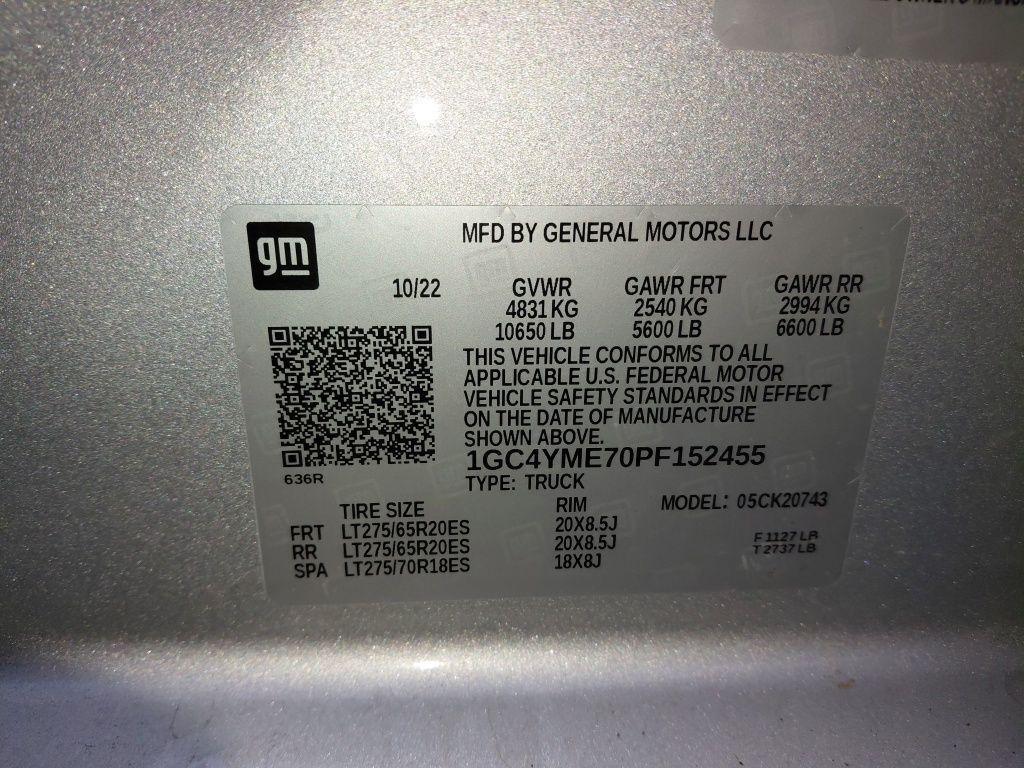 gm
MFD BY GENERAL MOTORS LLC
10/22
GVWR GAWR FRT GAWR RR
4831 KG 2540 KG 2994 KG
10650 LB 5600 LB 6600 LB
THIS VEHICLE CONFORMS TO ALL
APPLICABLE U.S. FEDERAL MOTOR
VEHICLE SAFETY STANDARDS IN EFFECT
ON THE DATE OF MANUFACTURE
SHOWN ABOVE.
1GC4YME70PF152455
636R
TYPE: TRUCK
TIRE SIZE RIM MODEL: 05CK20743
FRT LT275/65R20ES 20X8.5J
RR LT275/65R20ES 20X8.5J
SPA LT275/70R18ES 18X8J
F 1127 LB
T 2737 LB